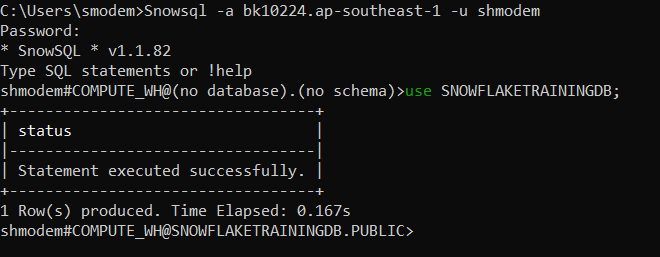 C:\Users\smodem>Snowsql -a bk10224.ap-southeast-1 -u shmodem
Password:
* SnowSQL * v1.1.82
Type SQL statements or !help
shmodem#COMPUTE_WH@(no database).(no schema)>use SNOWFLAKETRAININGDB;
+----------------------------------+
| status                           |
|----------------------------------|
| Statement executed successfully. |
+----------------------------------+
1 Row(s) produced. Time Elapsed: 0.167s
shmodem#COMPUTE_WH@SNOWFLAKETRAININGDB.PUBLIC>